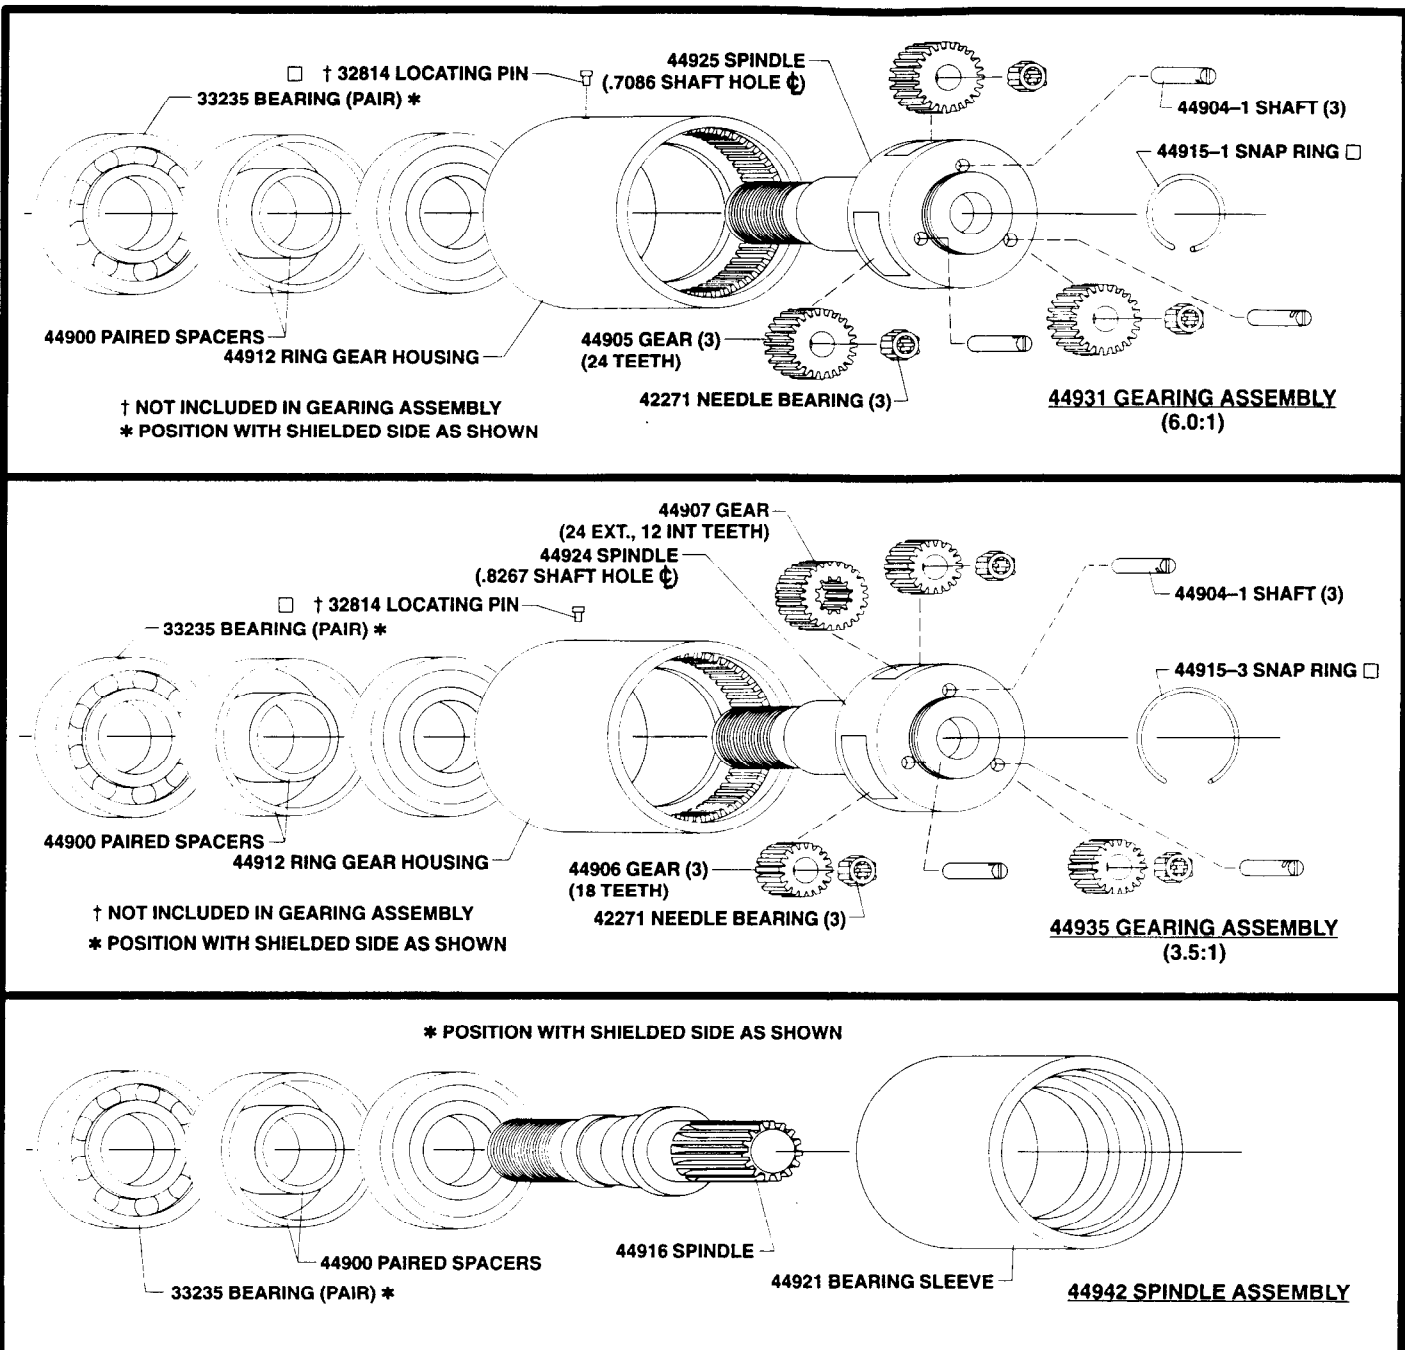 44925 SPINDLE
(.7086 SHAFT HOLE ℄)
□ † 32814 LOCATING PIN
33235 BEARING (PAIR) *
44904–1 SHAFT (3)
44915–1 SNAP RING □
44900 PAIRED SPACERS
44912 RING GEAR HOUSING
44905 GEAR (3)
(24 TEETH)
42271 NEEDLE BEARING (3)
† NOT INCLUDED IN GEARING ASSEMBLY
* POSITION WITH SHIELDED SIDE AS SHOWN
44931 GEARING ASSEMBLY
(6.0:1)
44907 GEAR
(24 EXT., 12 INT TEETH)
44924 SPINDLE
(.8267 SHAFT HOLE ℄)
□ † 32814 LOCATING PIN
33235 BEARING (PAIR) *
44904–1 SHAFT (3)
44915–3 SNAP RING □
44900 PAIRED SPACERS
44912 RING GEAR HOUSING
44906 GEAR (3)
(18 TEETH)
42271 NEEDLE BEARING (3)
† NOT INCLUDED IN GEARING ASSEMBLY
* POSITION WITH SHIELDED SIDE AS SHOWN
44935 GEARING ASSEMBLY
(3.5:1)
* POSITION WITH SHIELDED SIDE AS SHOWN
44900 PAIRED SPACERS
33235 BEARING (PAIR) *
44916 SPINDLE
44921 BEARING SLEEVE
44942 SPINDLE ASSEMBLY